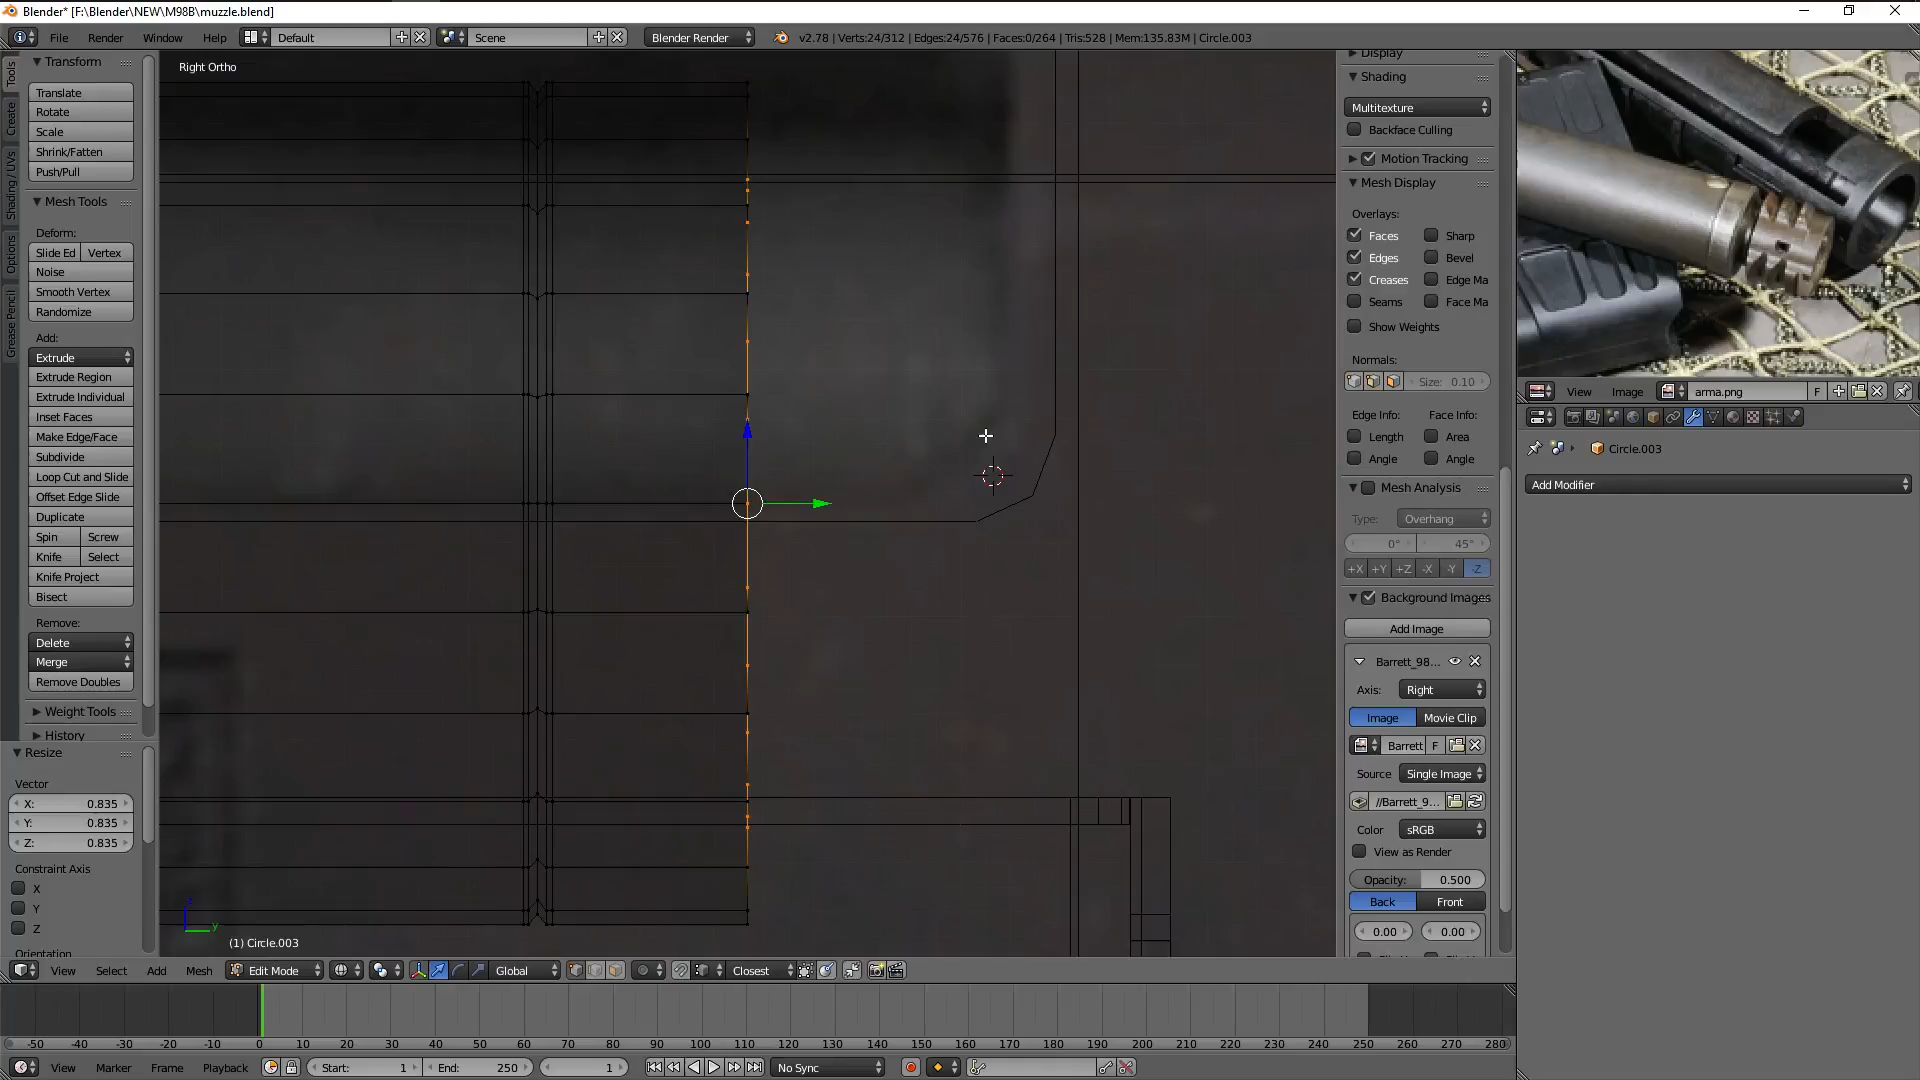 Blender* [F:\Blender\NEW\M98B\muzzle.blend]
File Render Window Help Default Scene Blender Render v2.78 | Verts:24/312 | Edges:24/576 | Faces:0/264 | Tris:528 | Mem:135.83M | Circle.003
Tools
Create
Shading / UVs
Options
Grease Pencil
Transform
Translate
Rotate
Scale
Shrink/Fatten
Push/Pull
Mesh Tools
Deform:
Slide Ed Vertex
Noise
Smooth Vertex
Randomize
Add:
Extrude
Extrude Region
Extrude Individual
Inset Faces
Make Edge/Face
Subdivide
Loop Cut and Slide
Offset Edge Slide
Duplicate
Spin Screw
Knife Select
Knife Project
Bisect
Remove:
Delete
Merge
Remove Doubles
Weight Tools
History
Resize
Vector
X: 0.835
Y: 0.835
Z: 0.835
Constraint Axis
X
Y
Z
Orientation
Right Ortho
z
y
(1) Circle.003
Display
Shading
Multitexture
Backface Culling
Motion Tracking
Mesh Display
Overlays:
Faces Sharp
Edges Bevel
Creases Edge Ma
Seams Face Ma
Show Weights
Normals:
Size: 0.10
Edge Info: Face Info:
Length Area
Angle Angle
Mesh Analysis
Type: Overhang
0° 45°
+X +Y +Z -X -Y -Z
Background Images
Add Image
Barrett_98...
Axis: Right
Image Movie Clip
Barrett F
Source Single Image
//Barrett_9...
Color sRGB
View as Render
Opacity: 0.500
Back Front
0.00 0.00
View Image arma.png F
Circle.003
Add Modifier
View Select Add Mesh Edit Mode Global Closest
-50 -40 -30 -20 -10 0 10 20 30 40 50 60 70 80 90 100 110 120 130 140 150 160 170 180 190 200 210 220 230 240 250 260 270 280
View Marker Frame Playback Start: 1 End: 250 1 No Sync